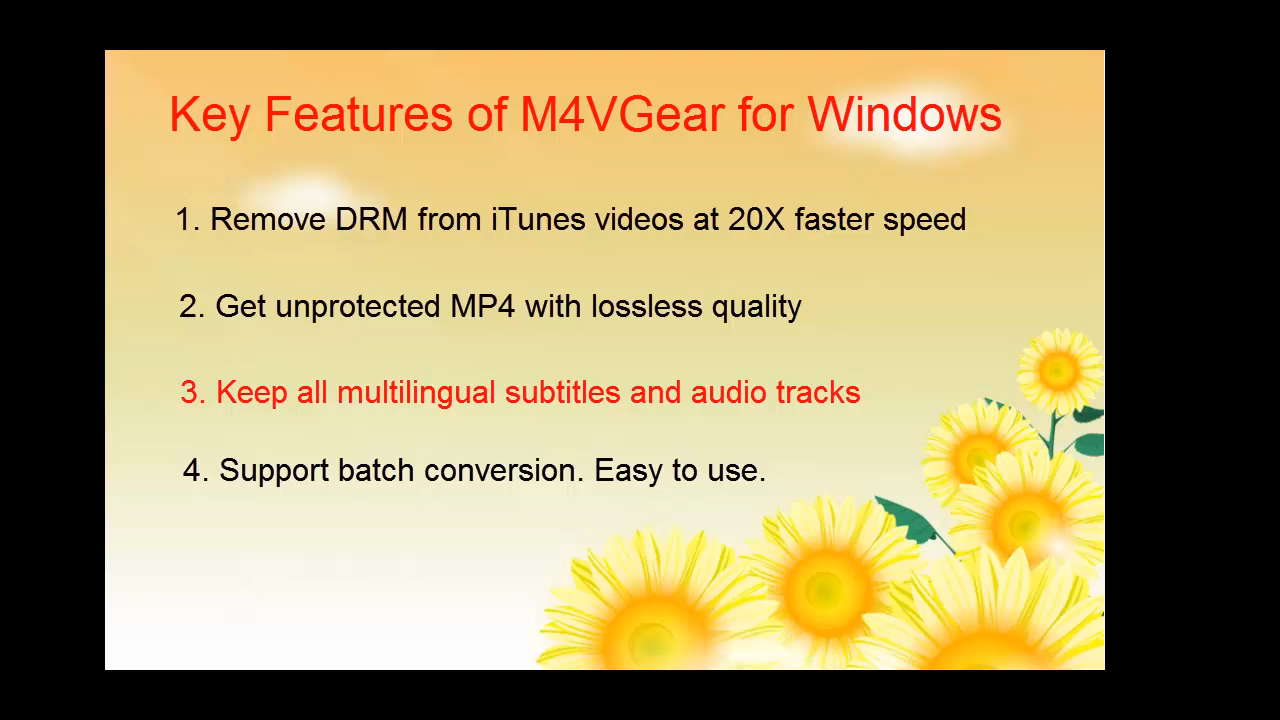 Key Features of M4VGear for Windows
1. Remove DRM from iTunes videos at 20X faster speed
2. Get unprotected MP4 with lossless quality
3. Keep all multilingual subtitles and audio tracks
4. Support batch conversion. Easy to use.